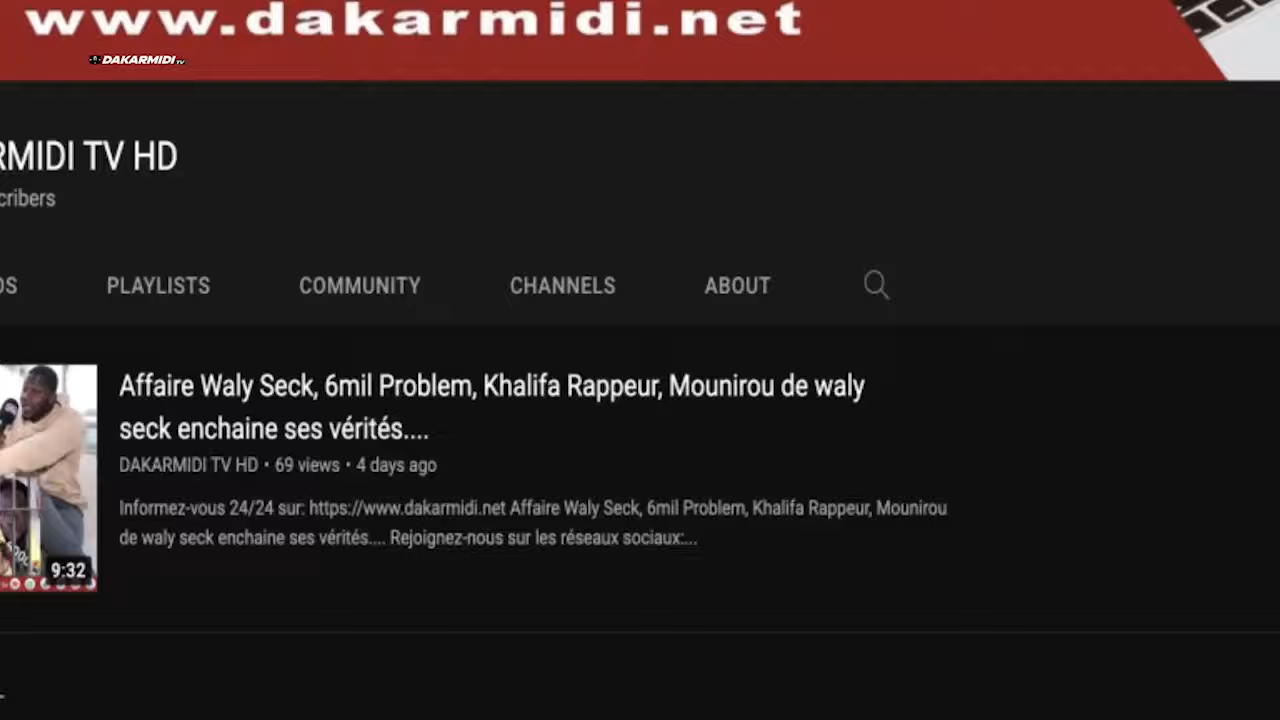 www.dakarmidi.net
DAKARMIDI TV
RMIDI TV HD
cribers
OS
PLAYLISTS
COMMUNITY
CHANNELS
ABOUT
Affaire Waly Seck, 6mil Problem, Khalifa Rappeur, Mounirou de waly
seck enchaine ses vérités....
DAKARMIDI TV HD • 69 views • 4 days ago
Informez-vous 24/24 sur: https://www.dakarmidi.net Affaire Waly Seck, 6mil Problem, Khalifa Rappeur, Mounirou
de waly seck enchaine ses vérités.... Rejoignez-nous sur les réseaux sociaux:...
9:32